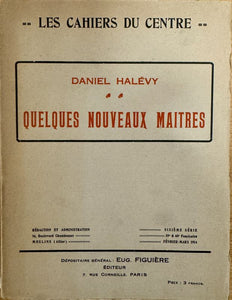 LES CAHIERS DU CENTRE
DANIEL HALÉVY
QUELQUES NOUVEAUX MAITRES
RÉDACTION ET ADMINISTRATION
MOULINS (Allier)
SIXIÈME SÉRIE
FÉVRIER-MARS 1914
DÉPOSITAIRE GÉNÉRAL: EUG. FIGUIÈRE
ÉDITEUR
7, RUE CORNEILLE, PARIS
PRIX: 3 FRANCS.